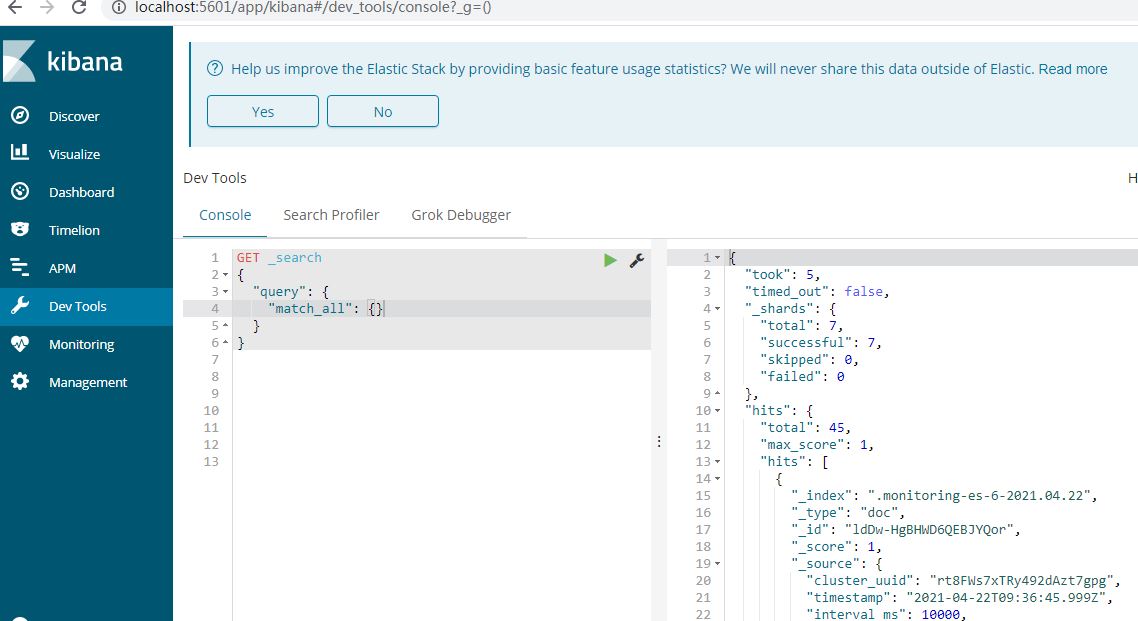 localhost:5601/app/kibana#/dev_tools/console?_g=()
kibana
Discover
Visualize
Dashboard
Timelion
APM
Dev Tools
Monitoring
Management
Help us improve the Elastic Stack by providing basic feature usage statistics? We will never share this data outside of Elastic. Read more
Yes No
Dev Tools
H
Console Search Profiler Grok Debugger
1 GET _search
2 {
3 "query": {
4 "match_all": {}
5 }
6 }
7
8
9
10
11
12
13
1 {
2 "took": 5,
3 "timed_out": false,
4 "_shards": {
5 "total": 7,
6 "successful": 7,
7 "skipped": 0,
8 "failed": 0
9 },
10 "hits": {
11 "total": 45,
12 "max_score": 1,
13 "hits": [
14 {
15 "_index": ".monitoring-es-6-2021.04.22",
16 "_type": "doc",
17 "_id": "ldDw-HgBHWD6QEBJYQor",
18 "_score": 1,
19 "_source": {
20 "cluster_uuid": "rt8FWs7xTRy492dAzt7gpg",
21 "timestamp": "2021-04-22T09:36:45.999Z",
22 "interval_ms": 10000,